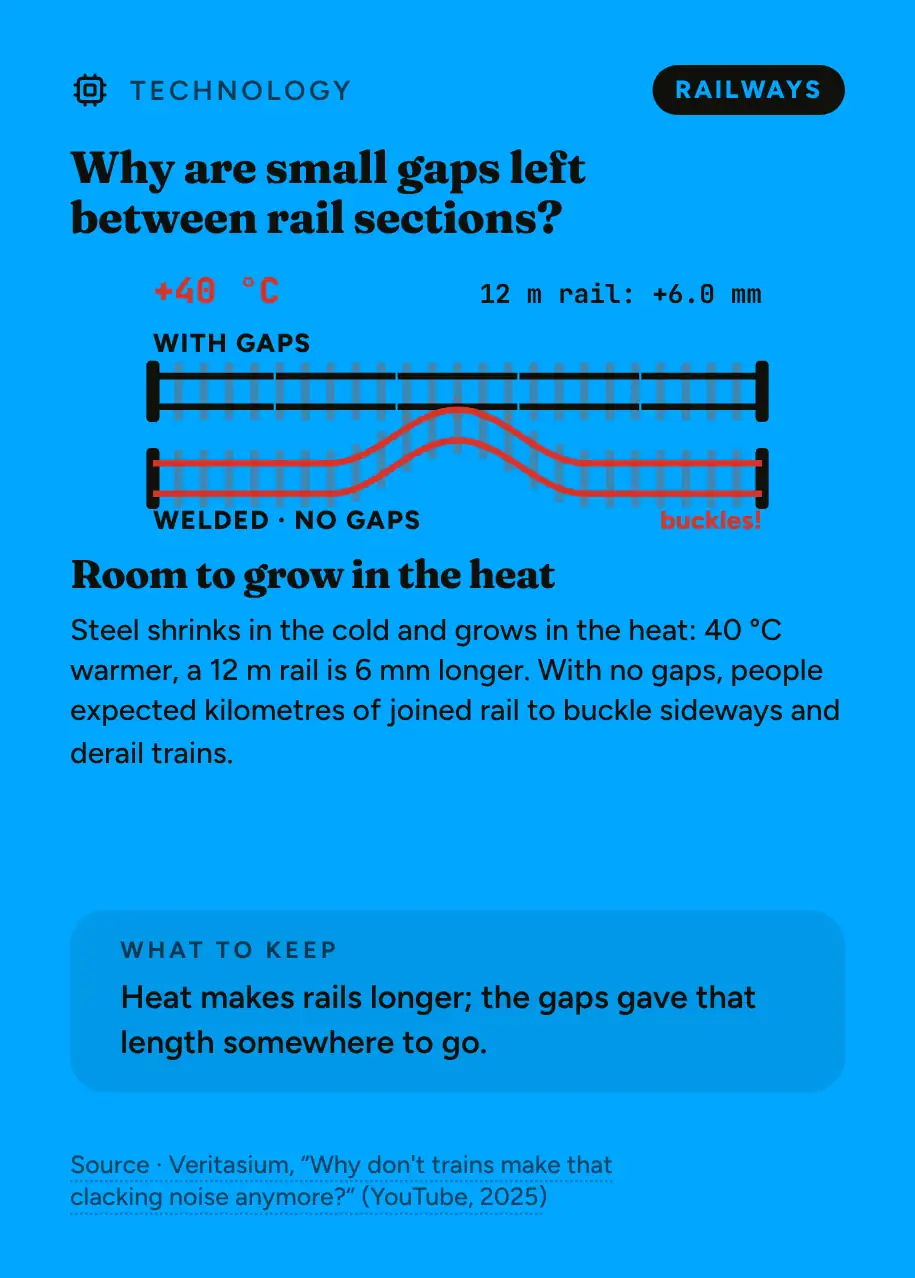 TECHNOLOGY
RAILWAYS
Why are small gaps left
between rail sections?
+40 °C
12 m rail: +6.0 mm
WITH GAPS
WELDED · NO GAPS
buckles!
Room to grow in the heat
Steel shrinks in the cold and grows in the heat: 40 °C
warmer, a 12 m rail is 6 mm longer. With no gaps, people
expected kilometres of joined rail to buckle sideways and
derail trains.
WHAT TO KEEP
Heat makes rails longer; the gaps gave that
length somewhere to go.
Source · Veritasium, “Why don't trains make that
clacking noise anymore?” (YouTube, 2025)